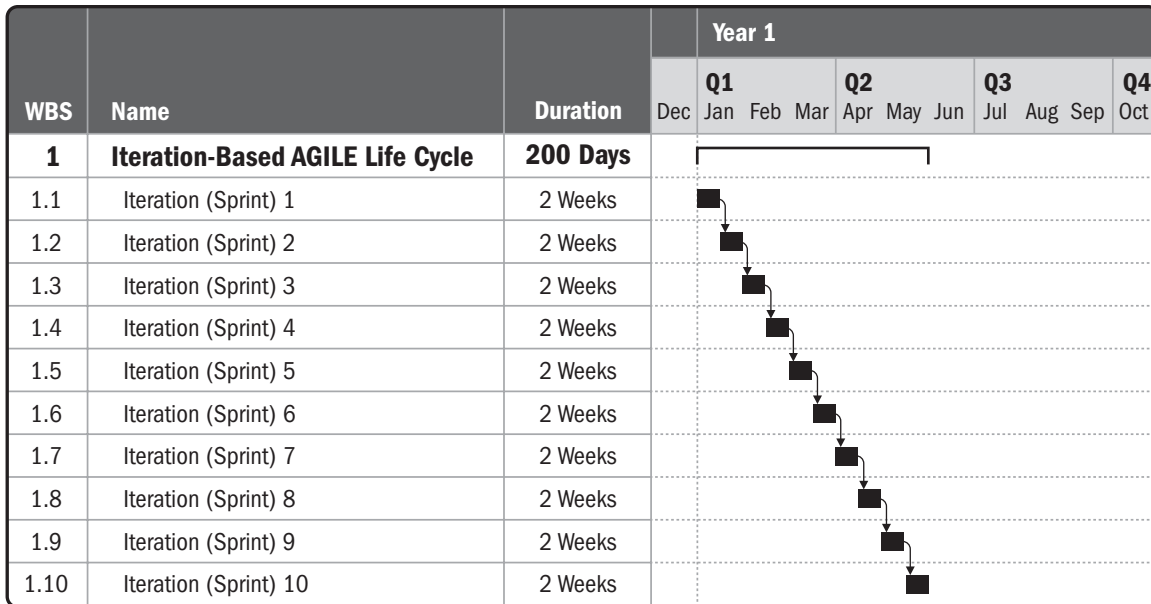 Year 1
Q1 Q2 Q3 Q4
WBS Name Duration Dec Jan Feb Mar Apr May Jun Jul Aug Sep Oct
1 Iteration-Based AGILE Life Cycle 200 Days
1.1 Iteration (Sprint) 1 2 Weeks
1.2 Iteration (Sprint) 2 2 Weeks
1.3 Iteration (Sprint) 3 2 Weeks
1.4 Iteration (Sprint) 4 2 Weeks
1.5 Iteration (Sprint) 5 2 Weeks
1.6 Iteration (Sprint) 6 2 Weeks
1.7 Iteration (Sprint) 7 2 Weeks
1.8 Iteration (Sprint) 8 2 Weeks
1.9 Iteration (Sprint) 9 2 Weeks
1.10 Iteration (Sprint) 10 2 Weeks